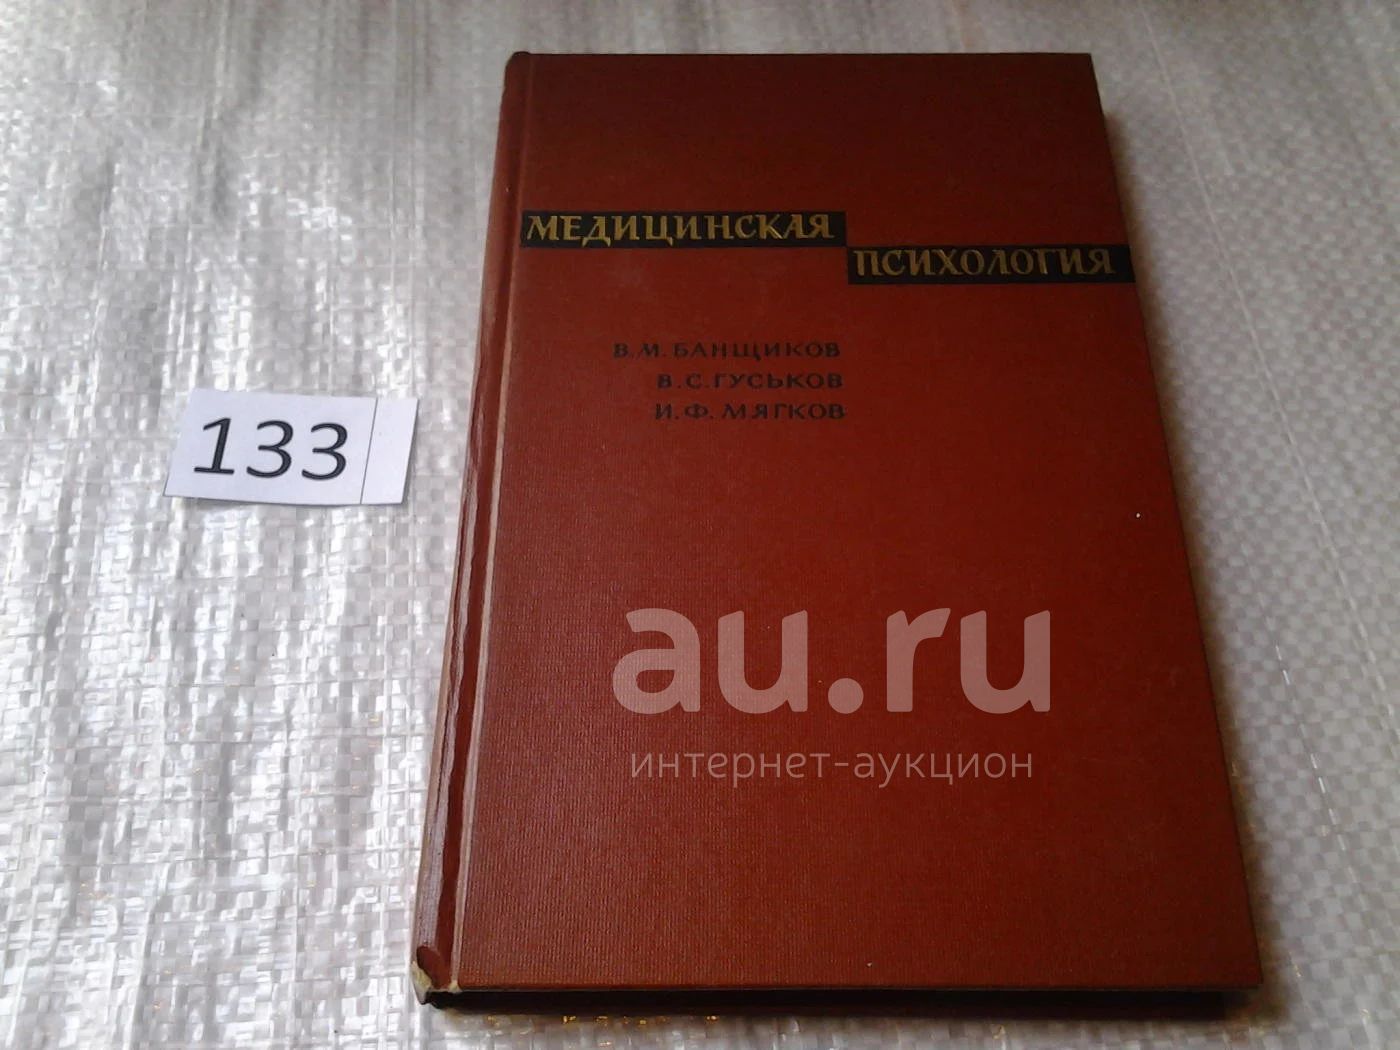 МЕДИЦИНСКАЯ
ПСИХОЛОГИЯ
В. М. БАНЩИКОВ
В. С. ГУСЬКОВ
И. Ф. МЯГКОВ
133
au.ru
интернет-аукцион